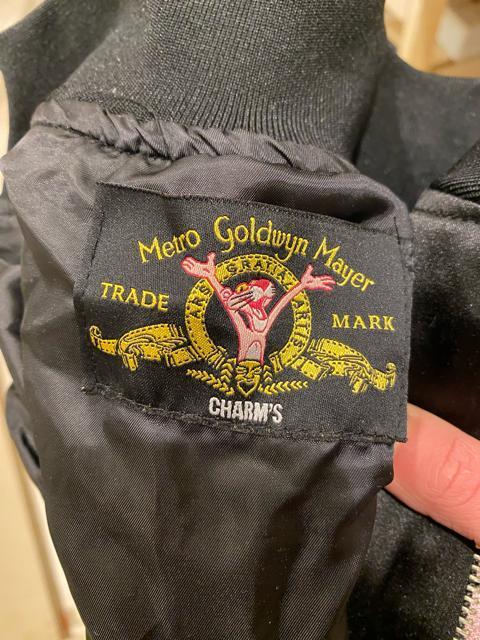 Metro Goldwyn Mayer
ARS GRATIA ARTIS
TRADE MARK
CHARM'S